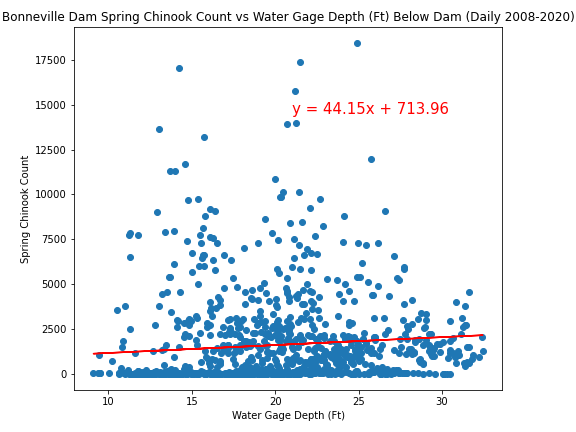 Bonneville Dam Spring Chinook Count vs Water Gage Depth (Ft) Below Dam (Daily 2008-2020)
17500
15000
12500
10000
7500
5000
2500
0
Spring Chinook Count
y = 44.15x + 713.96
10 15 20 25 30
Water Gage Depth (Ft)